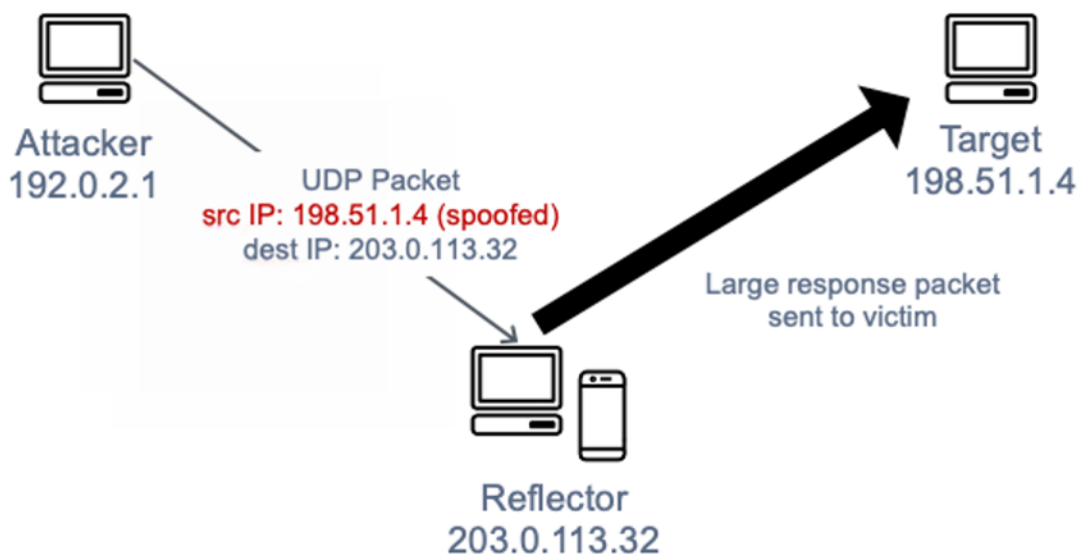 Attacker
192.0.2.1
Target
198.51.1.4
UDP Packet
src IP: 198.51.1.4 (spoofed)
dest IP: 203.0.113.32
Large response packet
sent to victim
Reflector
203.0.113.32